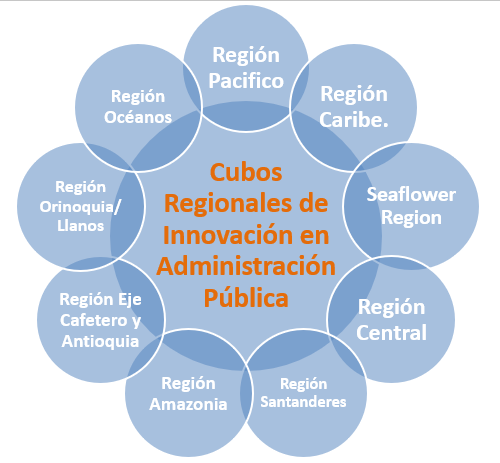 Cubos
Regionales de
Innovación en
Administración
Pública
Región
Pacifico
Región
Caribe.
Seaflower
Region
Región
Central
Región
Santanderes
Región
Amazonia
Región Eje
Cafetero y
Antioquia
Región
Orinoquia/
Llanos
Región
Océanos